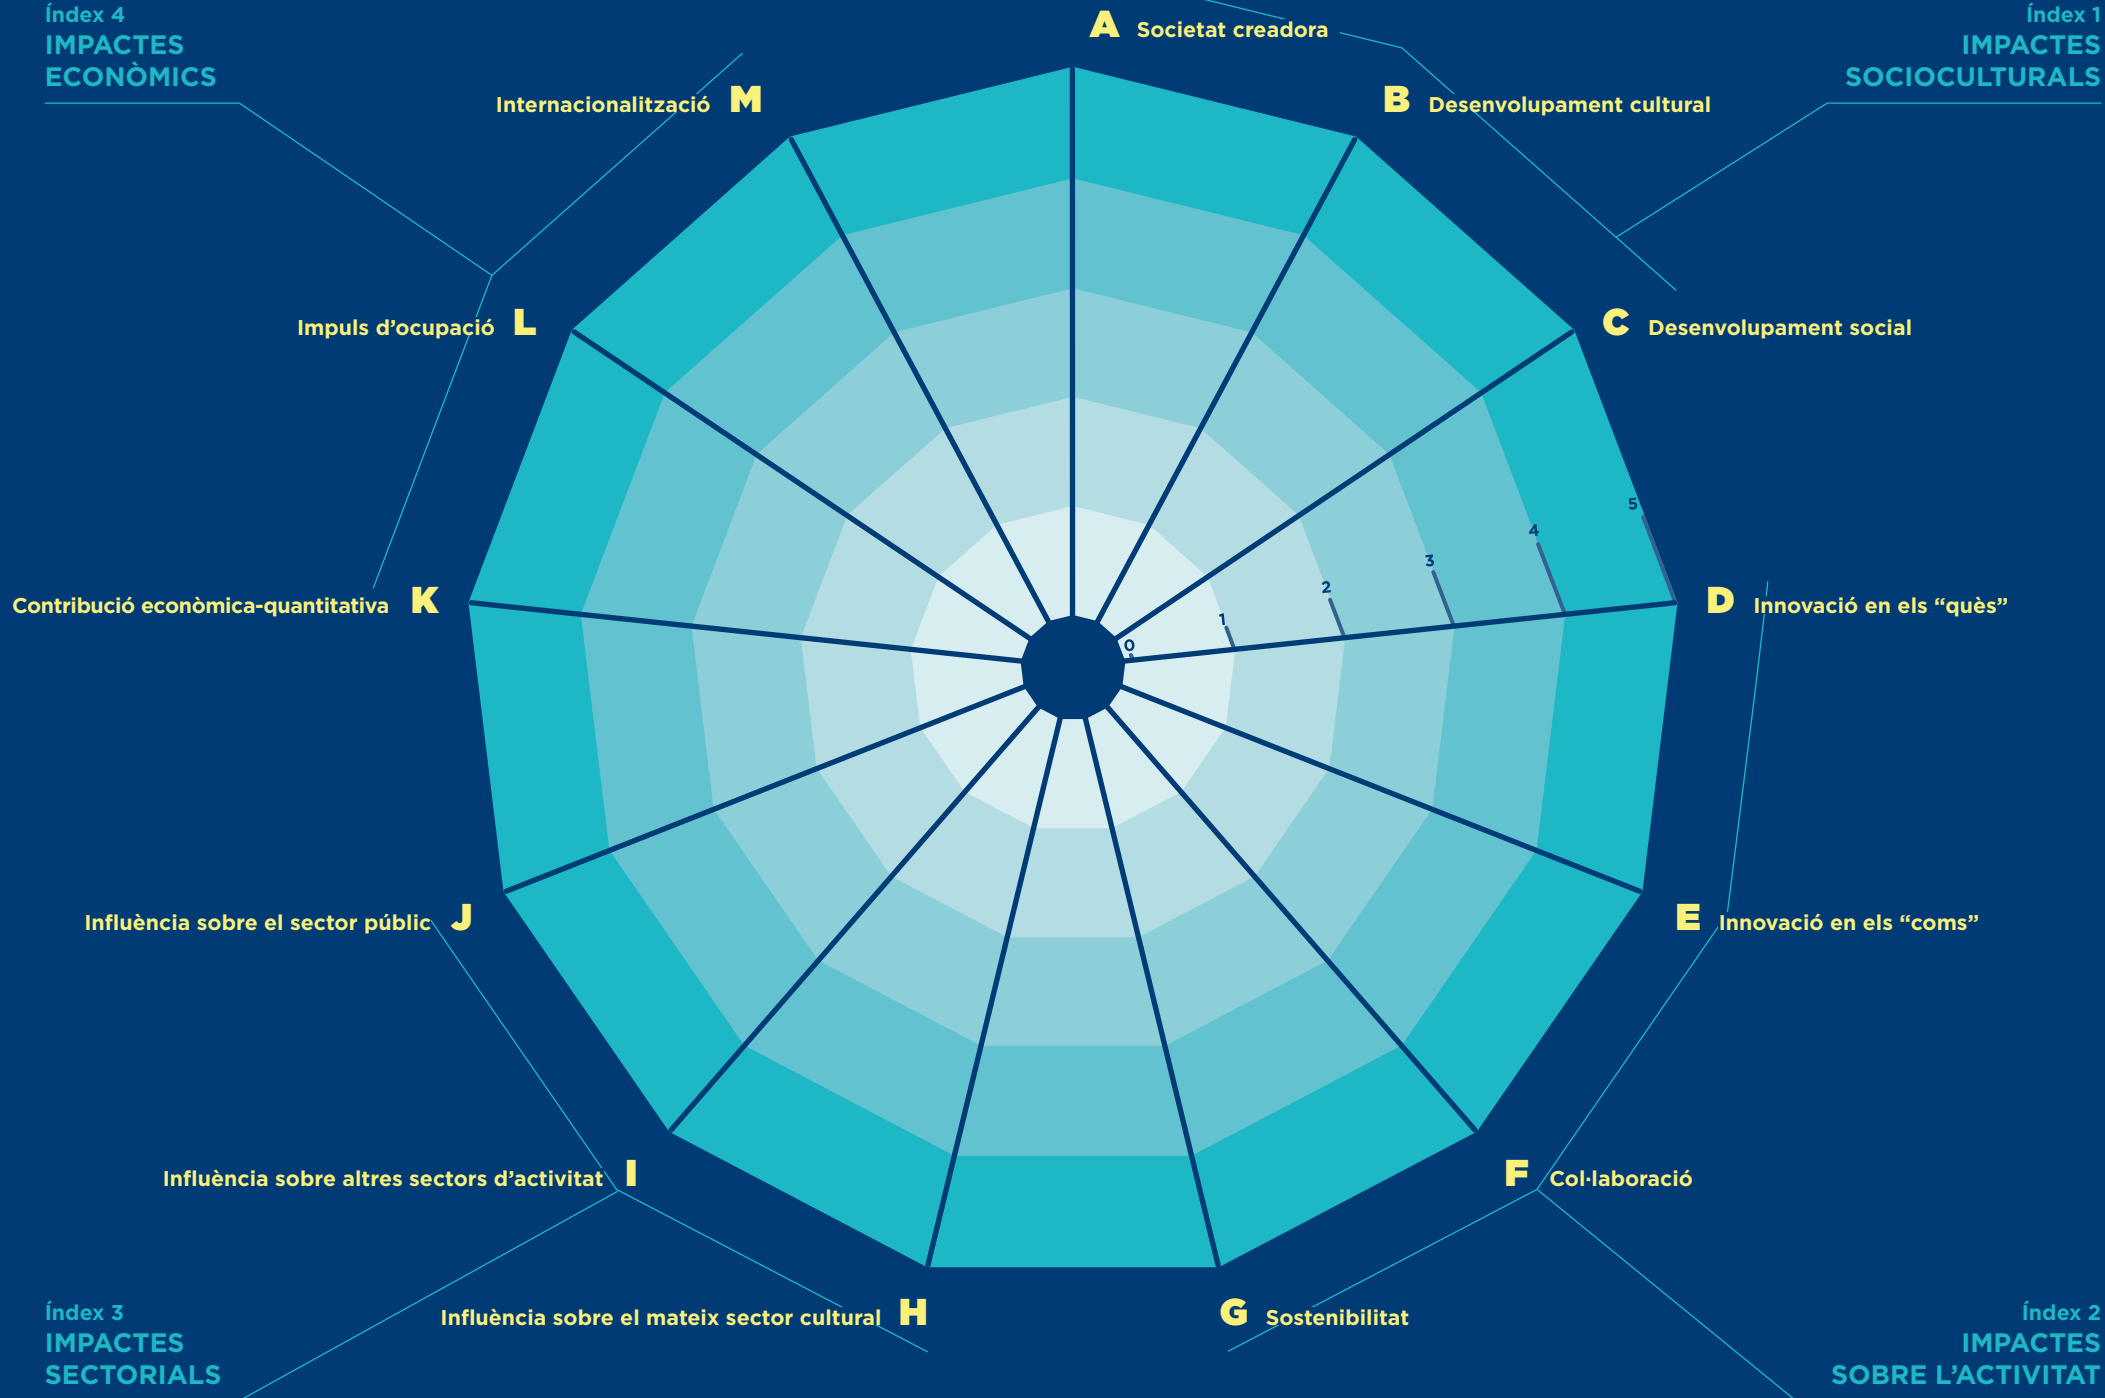 Índex 4
IMPACTES
ECONÒMICS
Índex 1
IMPACTES
SOCIOCULTURALS
A Societat creadora
B Desenvolupament cultural
C Desenvolupament social
D Innovació en els “què​s”
E Innovació en els “coms”
F Col·laboració
G Sostenibilitat
H Influència sobre el mateix sector cultural
I Influència sobre altres sectors d’activitat
J Influència sobre el sector públic
K Contribució econòmica-quantitativa
L Impuls d’ocupació
M Internacionalització
0
1
2
3
4
5
Índex 3
IMPACTES
SECTORIALS
Índex 2
IMPACTES
SOBRE L’ACTIVITAT